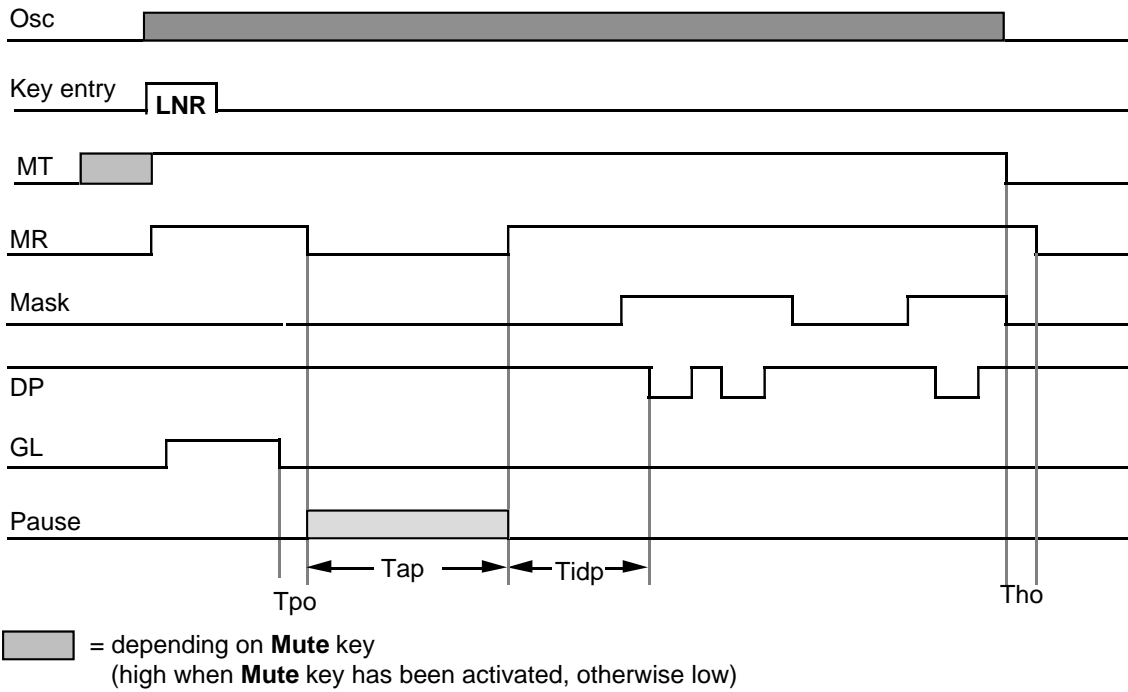 Osc
Key entry
LNR
MT
MR
Mask
DP
GL
Pause
Tap
Tidp
Tpo
Tho
= depending on Mute key
(high when Mute key has been activated, otherwise low)